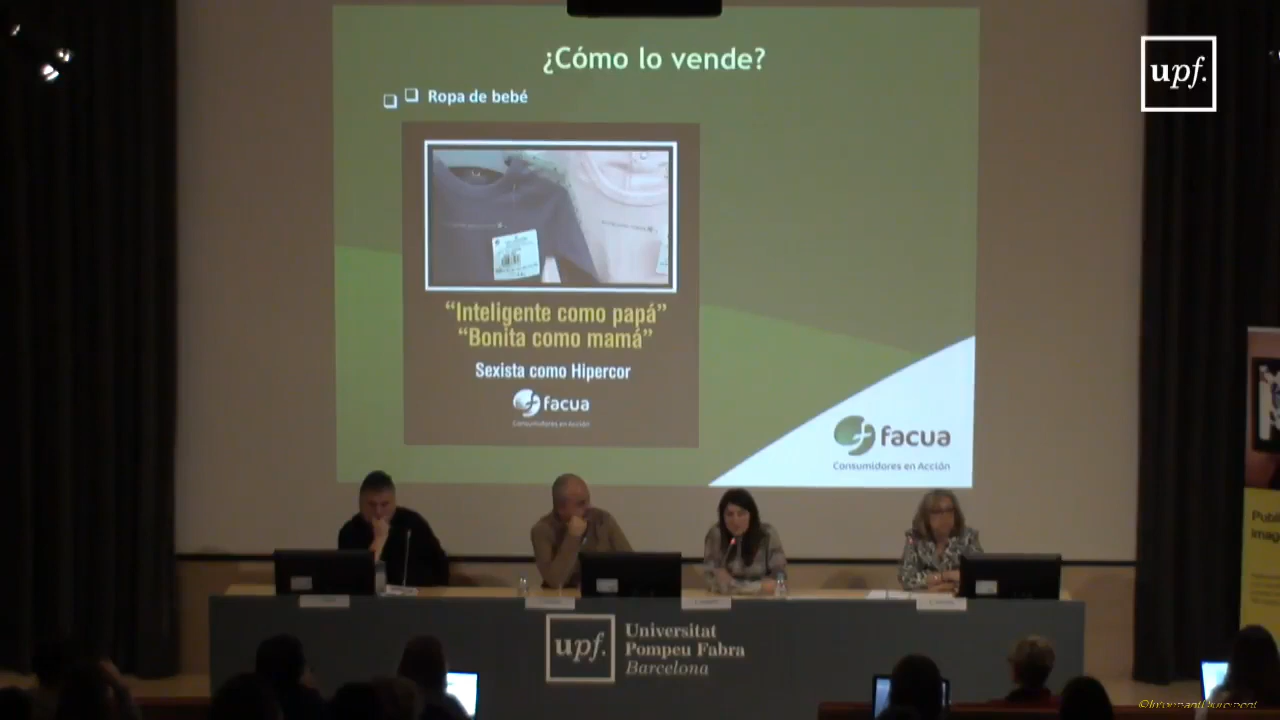 ¿Cómo lo vende?
Ropa de bebé
“Inteligente como papá”
“Bonita como mamá”
Sexista como Hipercor
facua
Consumidores en Acción
facua
Consumidores en Acción
upf.
upf.
Universitat
Pompeu Fabra
Barcelona